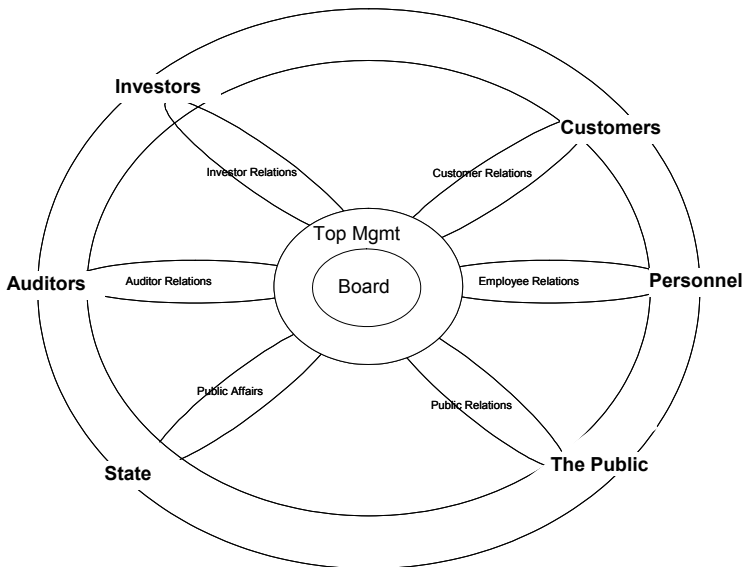 Investors
Customers
Investor Relations
Customer Relations
Top Mgmt
Auditors
Auditor Relations
Board
Employee Relations
Personnel
Public Affairs
Public Relations
State
The Public